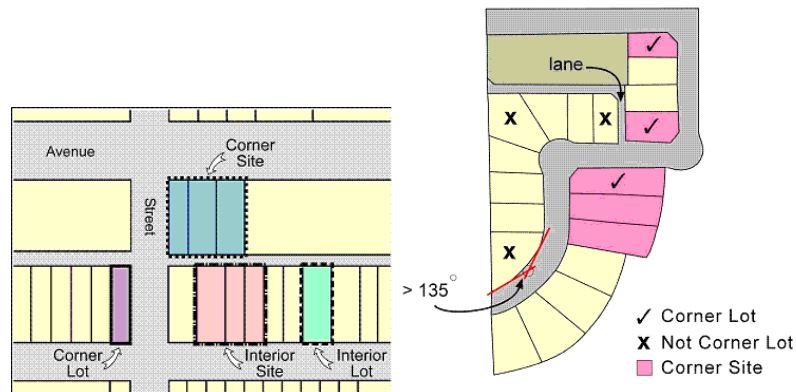 Avenue
Corner
Site
Street
Corner
Lot
Interior
Site
Interior
Lot
✓
lane
X
X
✓
✓
X
> 135°
✓ Corner Lot
X Not Corner Lot
Corner Site